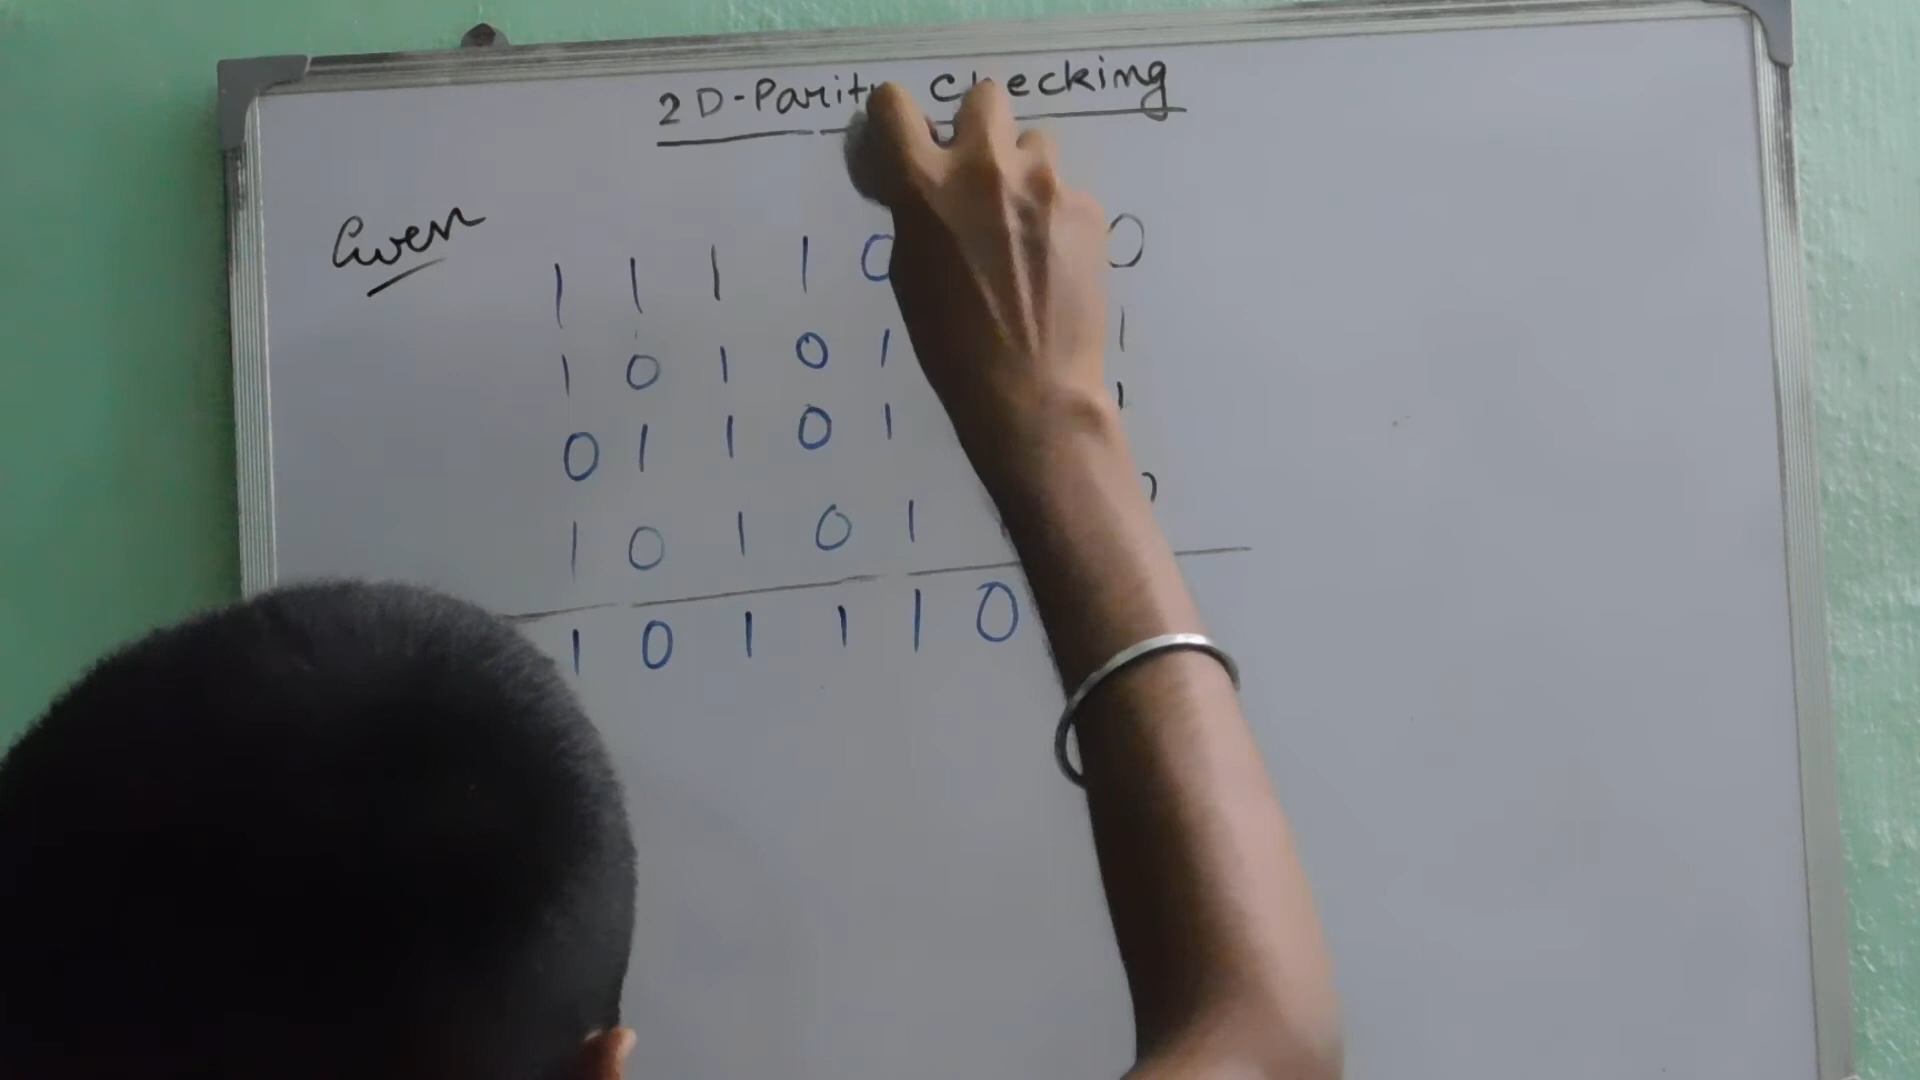 2D-Parity Checking
Even
1 1 1 1 0 0
1 0 1 0 1 1
0 1 1 0 1 1
1 0 1 0 1
1 0 1 1 1 0